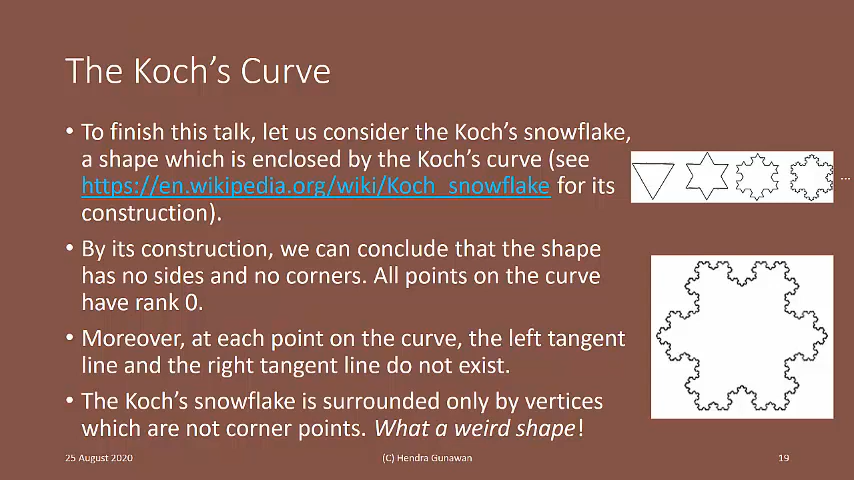 The Koch's Curve
• To finish this talk, let us consider the Koch's snowflake,
a shape which is enclosed by the Koch's curve (see
https://en.wikipedia.org/wiki/Koch_snowflake for its
construction).
...
• By its construction, we can conclude that the shape
has no sides and no corners. All points on the curve
have rank 0.
• Moreover, at each point on the curve, the left tangent
line and the right tangent line do not exist.
• The Koch's snowflake is surrounded only by vertices
which are not corner points. What a weird shape!
25 August 2020
(C) Hendra Gunawan
19